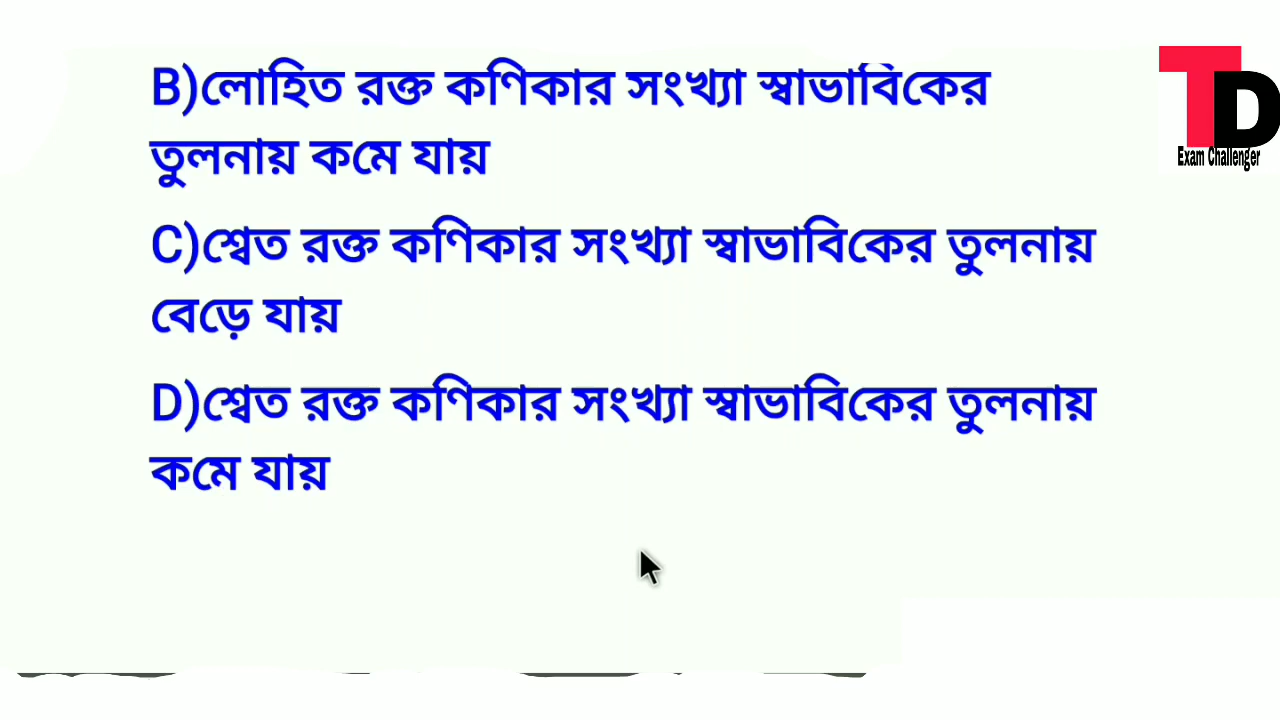 B)লোহিত রক্ত কণিকার সংখ্যা স্বাভাবিকের
তুলনায় কমে যায়
C)শ্বেত রক্ত কণিকার সংখ্যা স্বাভাবিকের তুলনায়
বেড়ে যায়
D)শ্বেত রক্ত কণিকার সংখ্যা স্বাভাবিকের তুলনায়
কমে যায়
TD
Exam Challenger